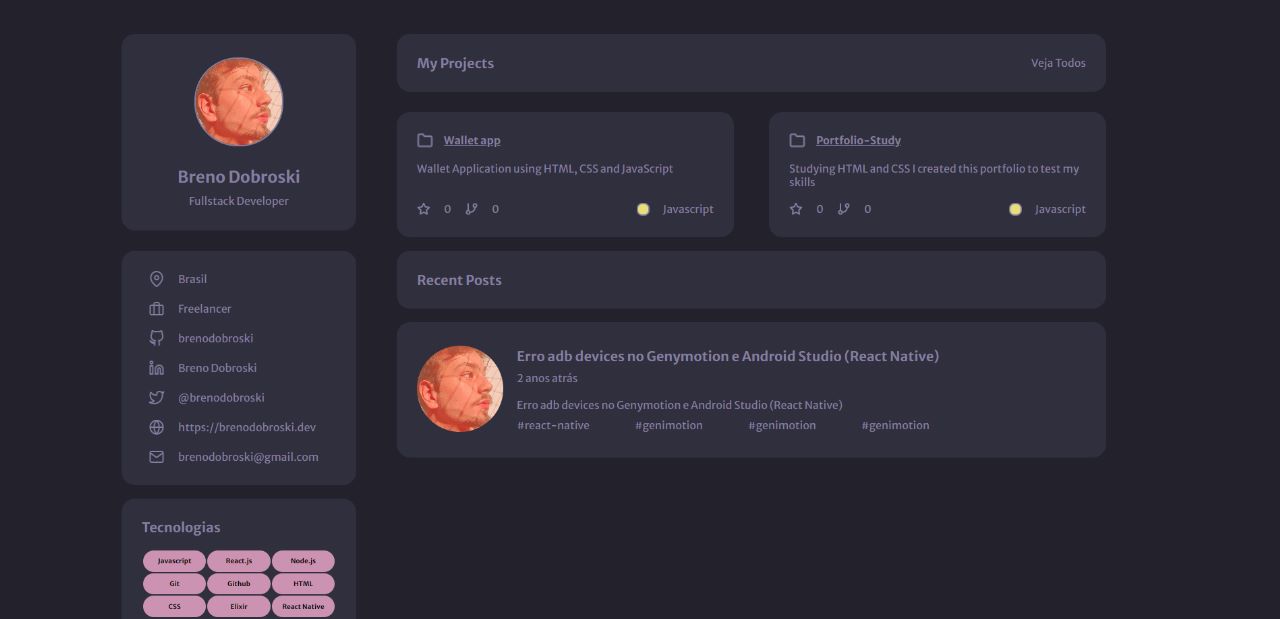 Breno Dobroski
Fullstack Developer
Brasil
Freelancer
brenodobroski
Breno Dobroski
@brenodobroski
https://brenodobroski.dev
brenodobroski@gmail.com
Tecnologias
Javascript React.js Node.js
Git Github HTML
CSS Elixir React Native
My Projects Veja Todos
Wallet app
Wallet Application using HTML, CSS and JavaScript
0 0 Javascript
Portfolio-Study
Studying HTML and CSS I created this portfolio to test my
skills
0 0 Javascript
Recent Posts
Erro adb devices no Genymotion e Android Studio (React Native)
2 anos atrás
Erro adb devices no Genymotion e Android Studio (React Native)
#react-native #genimotion #genimotion #genimotion